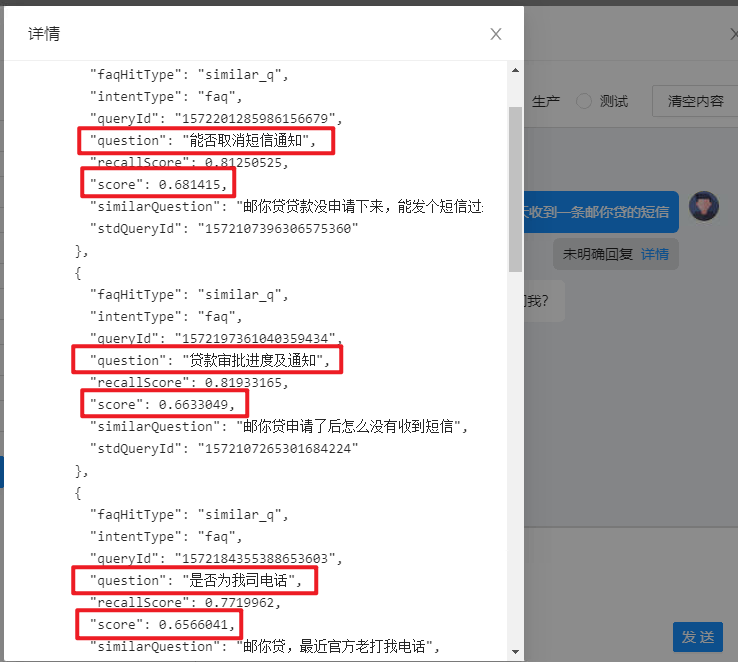 详情
"faqHitType": "similar_q",
"intentType": "faq",
"queryId": "1572201285986156679",
"question": "能否取消短信通知",
"recallScore": 0.81250525,
"score": 0.681415,
"similarQuestion": "邮你贷贷款没申请下来，能发个短信过
"stdQueryId": "1572107396306575360"
},
{
"faqHitType": "similar_q",
"intentType": "faq",
"queryId": "1572197361040359434",
"question": "贷款审批进度及通知",
"recallScore": 0.81933165,
"score": 0.6633049,
"similarQuestion": "邮你贷申请了后怎么没有收到短信",
"stdQueryId": "1572107265301684224"
},
{
"faqHitType": "similar_q",
"intentType": "faq",
"queryId": "1572184355388653603",
"question": "是否为我司电话",
"recallScore": 0.7719962,
"score": 0.6566041,
"similarQuestion": "邮你贷，最近官方老打我电话",
生产
测试
清空内容
收到一条邮你贷的短信
未明确回复 详情
我?
发 送